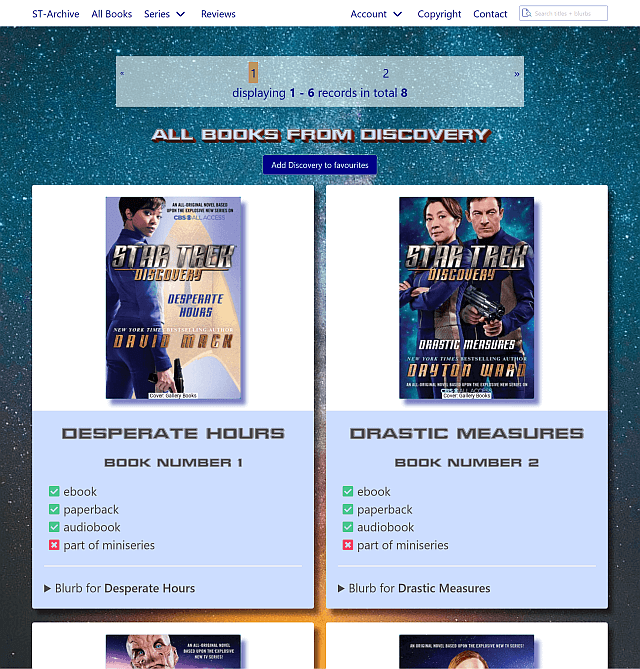 ST-Archive All Books Series Reviews Account Copyright Contact Search titles + blurbs
« 1 2 »
displaying 1 - 6 records in total 8
ALL BOOKS FROM DISCOVERY
Add Discovery to favourites
AN ALL-ORIGINAL NOVEL BASED
UPON THE EXPLOSIVE NEW SERIES ON
CBS ALL ACCESS
STAR TREK
DISCOVERY
DESPERATE
HOURS
NEW YORK TIMES BESTSELLING AUTHOR
DAVID MACK
Cover: Gallery Books
STAR TREK
DISCOVERY
DRASTIC MEASURES
NEW YORK TIMES BESTSELLING AUTHOR
DAYTON WARD
AN ALL-ORIGINAL NOVEL BASED UPON THE EXPLOSIVE NEW SERIES ON
CBS ALL ACCESS
Cover: Gallery Books
DESPERATE HOURS
BOOK NUMBER 1
ebook
paperback
audiobook
part of miniseries
Blurb for Desperate Hours
DRASTIC MEASURES
BOOK NUMBER 2
ebook
paperback
audiobook
part of miniseries
Blurb for Drastic Measures
AN ALL-ORIGINAL NOVEL
BASED UPON THE EXPLOSIVE
NEW TV SERIES!
AN ORIGINAL NOVEL BASED UPON THE EXPLOSIVE NEW TV SERIES!